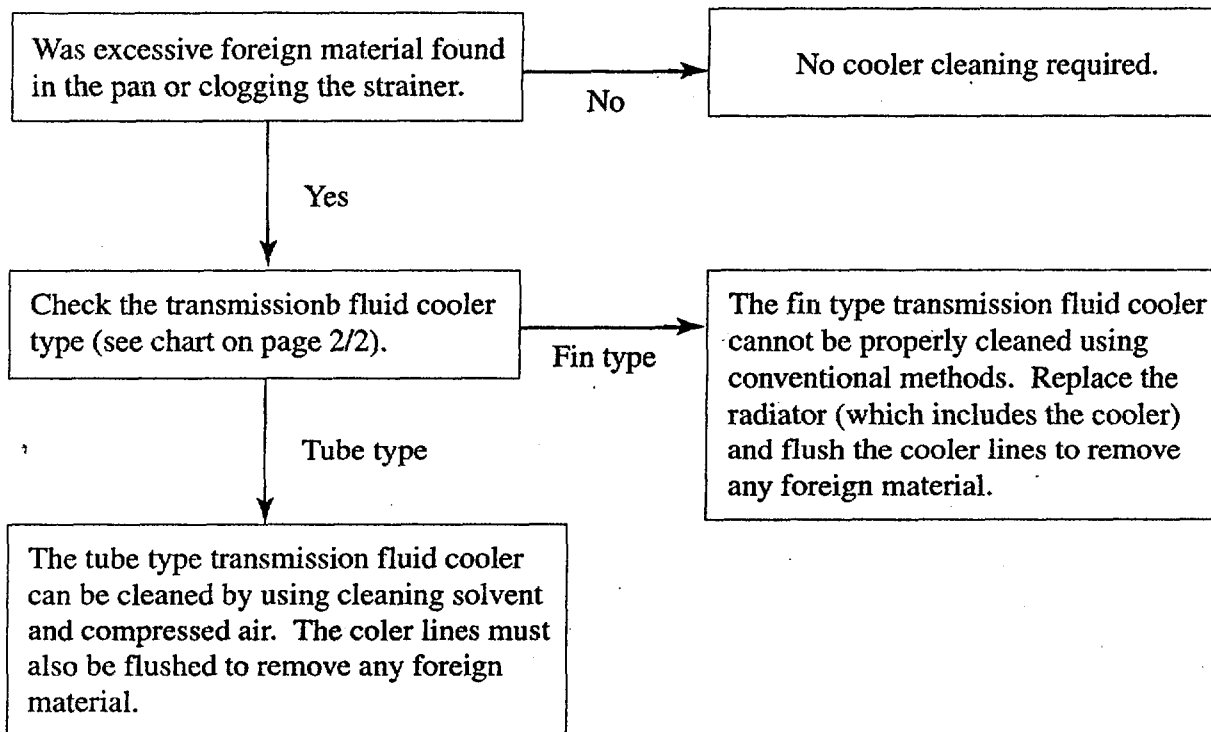 Was excessive foreign material found
in the pan or clogging the strainer.
No
No cooler cleaning required.
Yes
Check the transmissionb fluid cooler
type (see chart on page 2/2).
Fin type
The fin type transmission fluid cooler
cannot be properly cleaned using
conventional methods. Replace the
radiator (which includes the cooler)
and flush the cooler lines to remove
any foreign material.
Tube type
The tube type transmission fluid cooler
can be cleaned by using cleaning solvent
and compressed air. The coler lines must
also be flushed to remove any foreign
material.